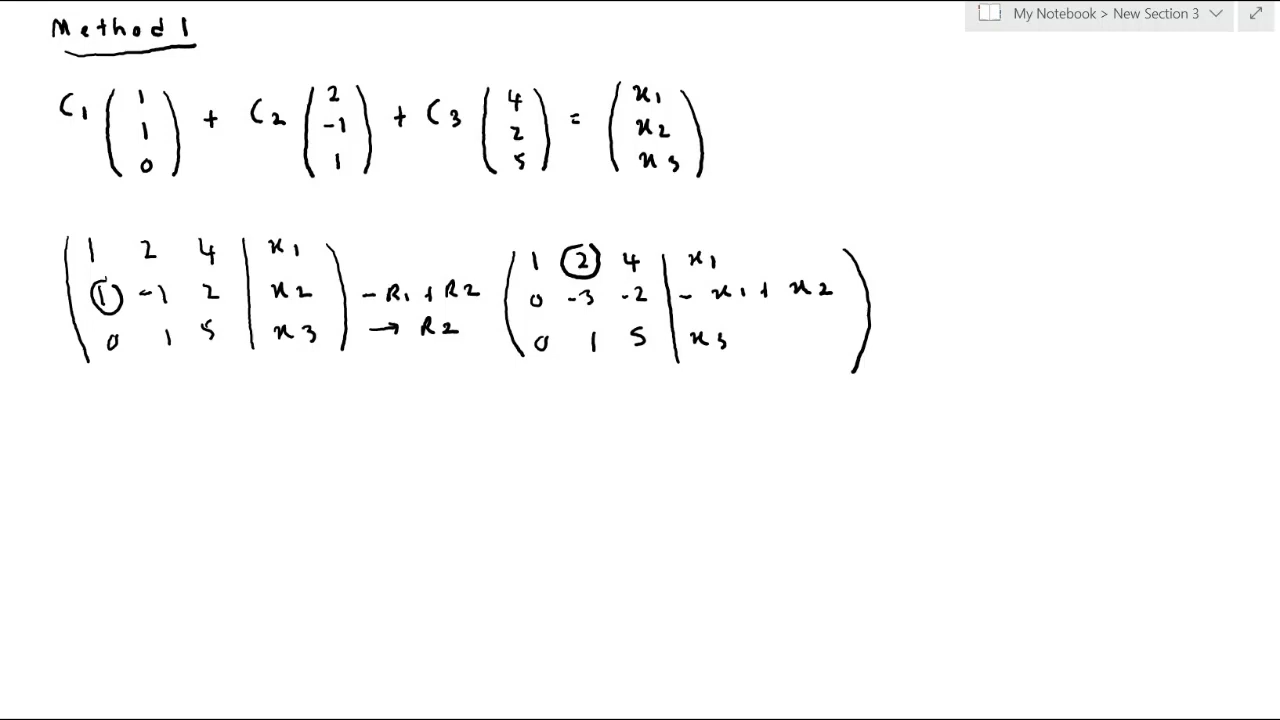 My Notebook > New Section 3
Method 1
C1 ( 1 1 0 ) + C2 ( 2 -1 1 ) + C3 ( 4 2 5 ) = ( x1 x2 x3 )
1 2 4 | x1
1 -1 2 | x2
0 1 5 | x3
- R1 + R2
→ R2
1 2 4 | x1
0 -3 -2 | - x1 + x2
0 1 5 | x3